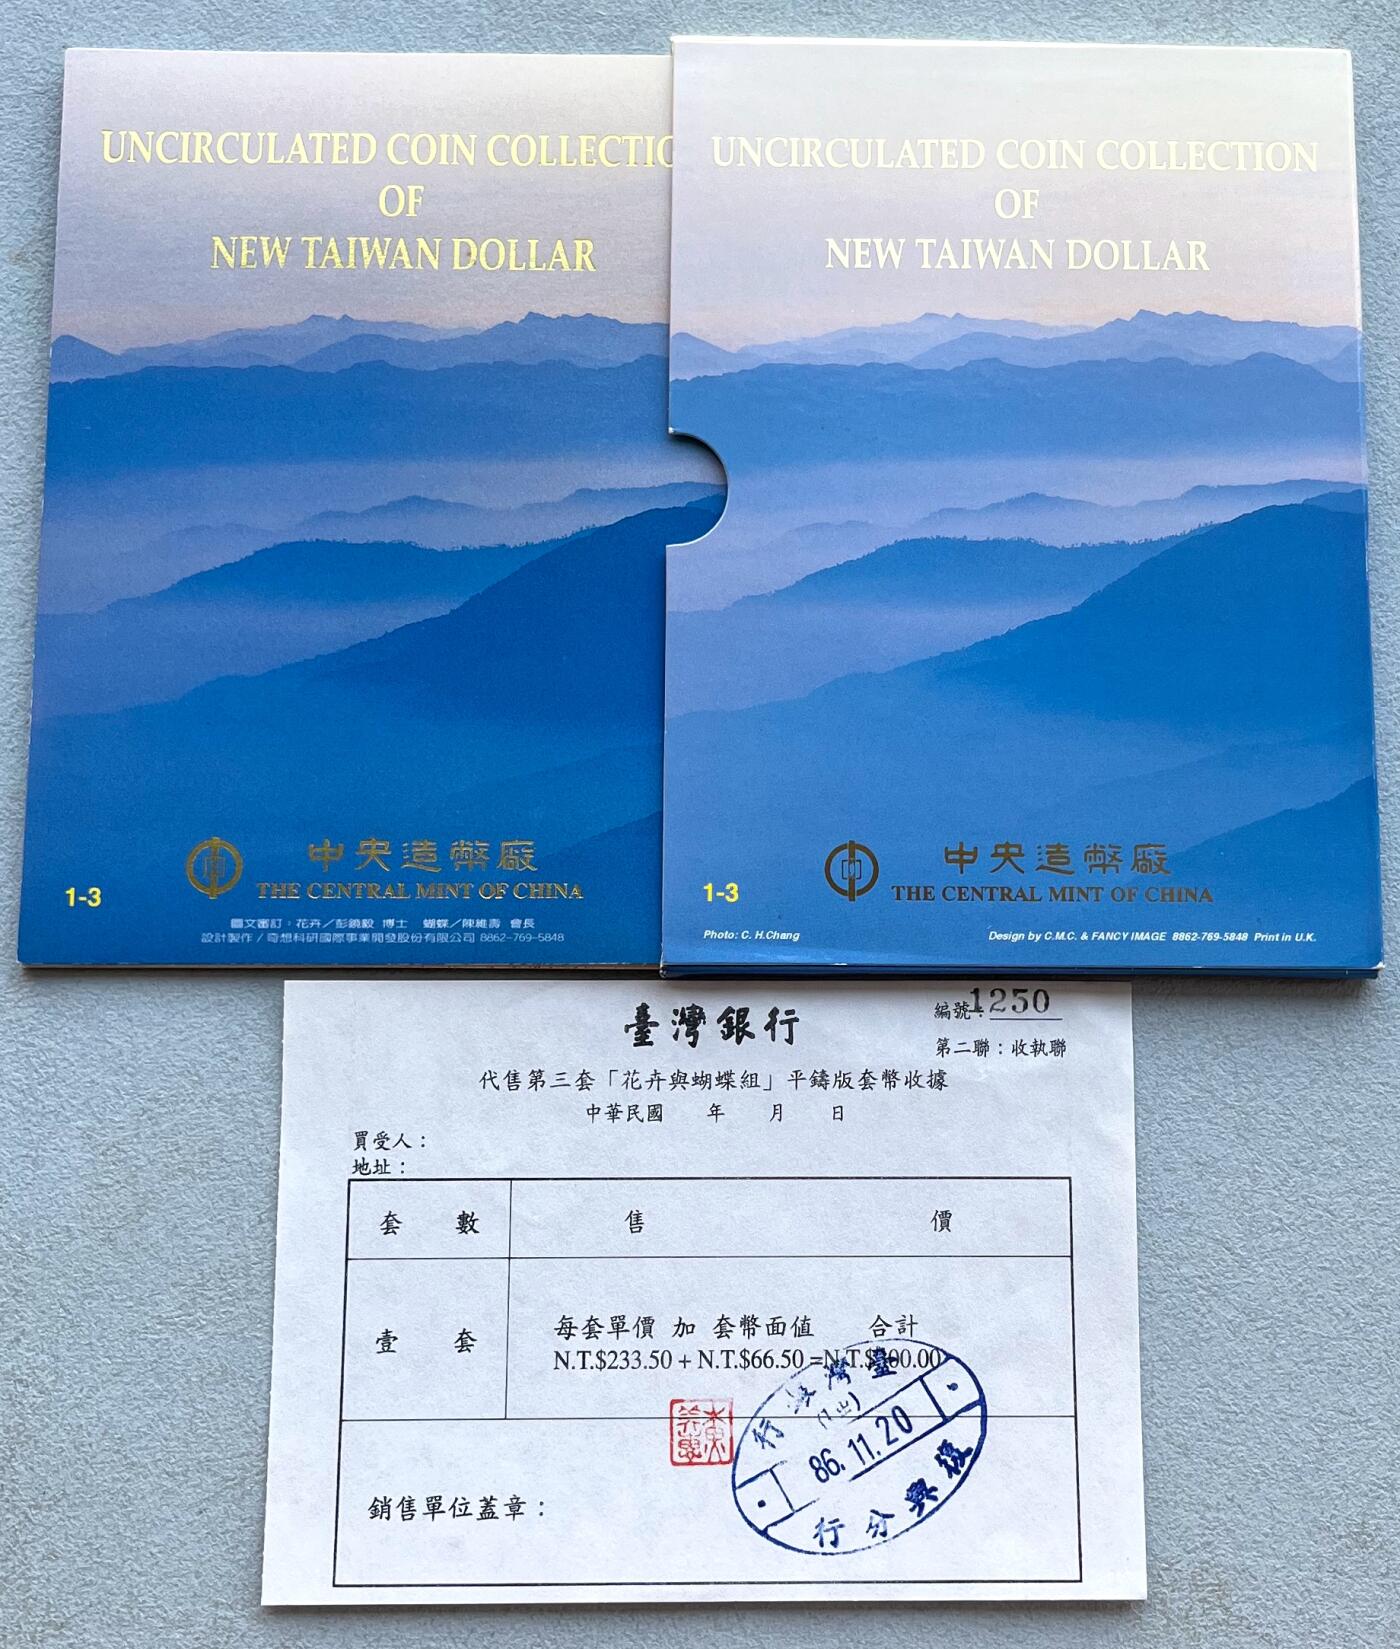 UNCIRCULATED COIN COLLECTIO
OF
NEW TAIWAN DOLLAR
中央造幣廠
THE CENTRAL MINT OF CHINA
1-3
圖文審訂：花卉／彭鏡毅 博士 蝴蝶／陳維壽 會長
設計製作／奇想科研國際事業開發股份有限公司 8862-769-5848
UNCIRCULATED COIN COLLECTION
OF
NEW TAIWAN DOLLAR
中央造幣廠
THE CENTRAL MINT OF CHINA
1-3
Photo: C. H.Chang
Design by C.M.C. & FANCY IMAGE 8862-769-5848 Print in U.K.
臺灣銀行
編號：1250
第二聯：收執聯
代售第三套「花卉與蝴蝶組」平鑄版套幣收據
中華民國 年 月 日
買受人：
地址：
套 數 售 價
壹 套
每套單價 加 套幣面值 合計
N.T.$233.50 + N.T.$66.50 =N.T.$300.00
臺灣銀行
86.11.20
復興分行
銷售單位蓋章：